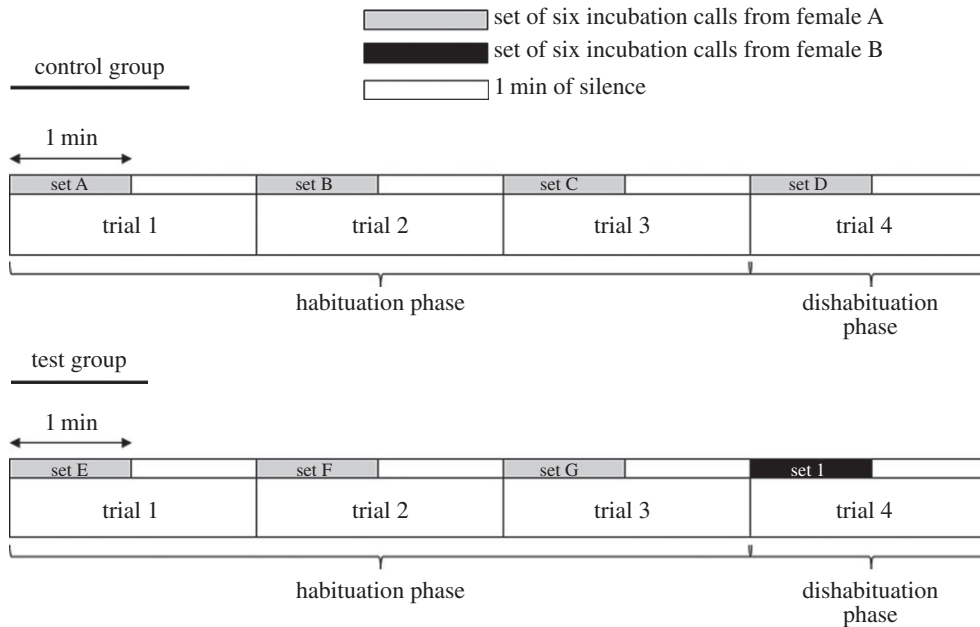 set of six incubation calls from female A
set of six incubation calls from female B
1 min of silence
control group
1 min
set A set B set C set D
trial 1 trial 2 trial 3 trial 4
habituation phase dishabituation
phase
test group
1 min
set E set F set G set 1
trial 1 trial 2 trial 3 trial 4
habituation phase dishabituation
phase